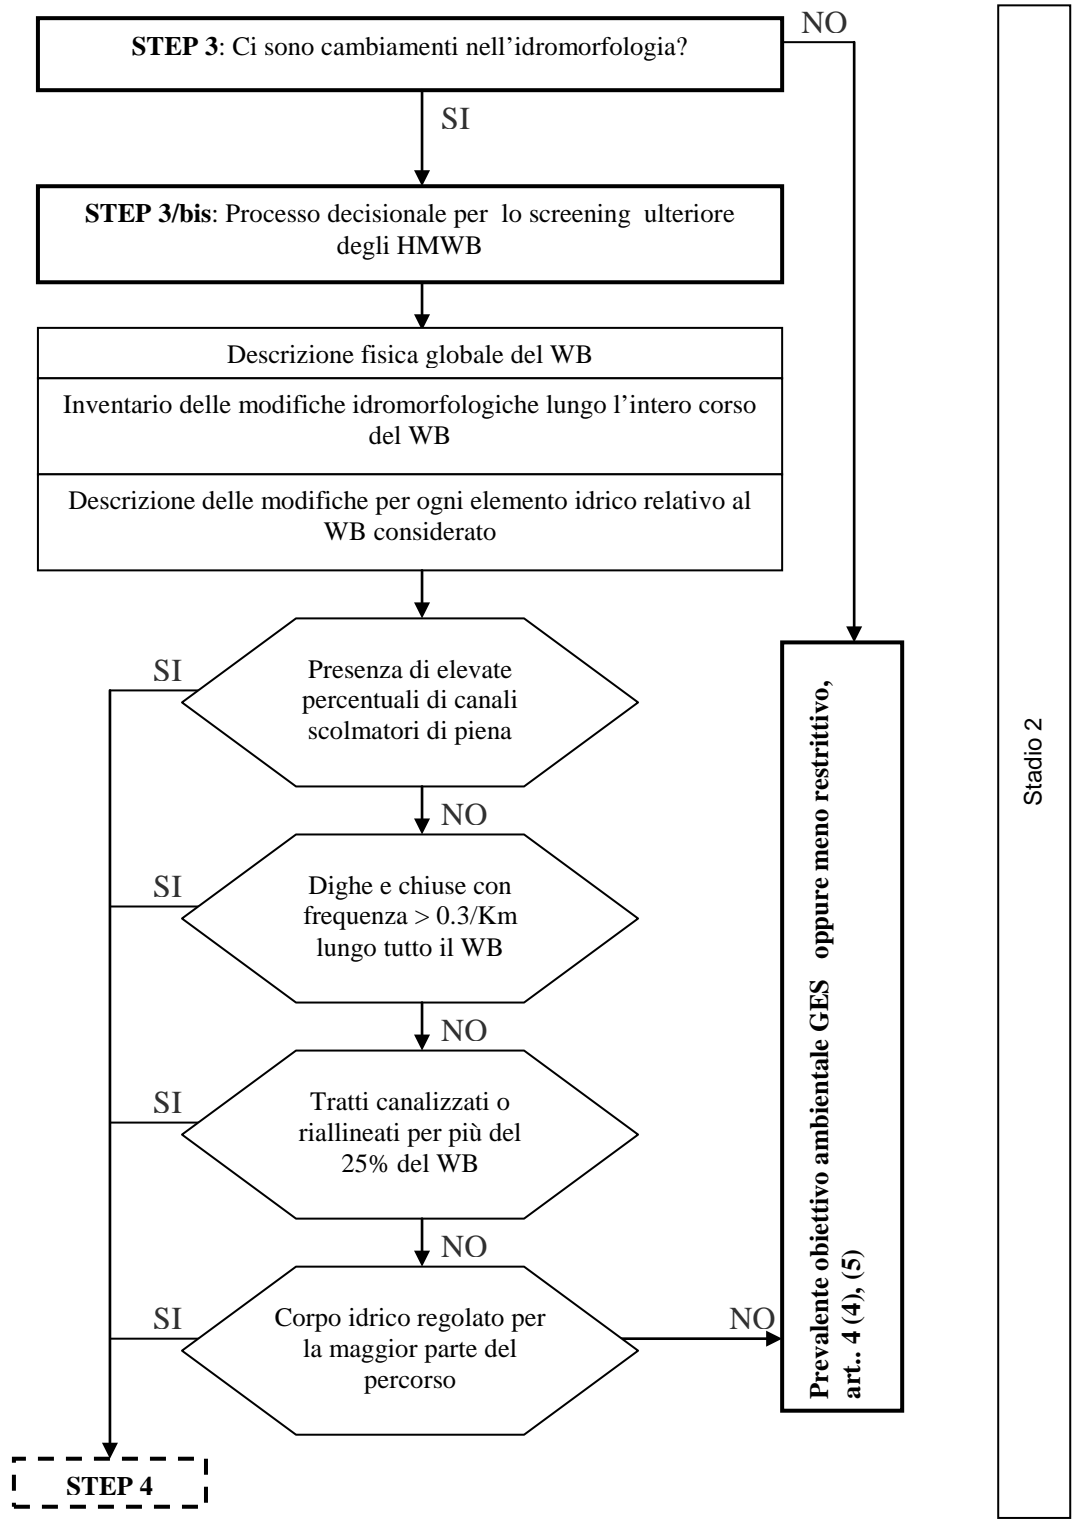 STEP 3: Ci sono cambiamenti nell'idromorfologia?
NO
SI
STEP 3/bis: Processo decisionale per lo screening ulteriore
degli HMWB
Descrizione fisica globale del WB
Inventario delle modifiche idromorfologiche lungo l'intero corso
del WB
Descrizione delle modifiche per ogni elemento idrico relativo al
WB considerato
SI
Presenza di elevate
percentuali di canali
scolmatori di piena
NO
SI
Dighe e chiuse con
frequenza > 0.3/Km
lungo tutto il WB
NO
SI
Tratti canalizzati o
riallineati per più del
25% del WB
NO
SI
Corpo idrico regolato per
la maggior parte del
percorso
NO
Prevalente obiettivo ambientale GES oppure meno restrittivo,
art.. 4 (4), (5)
STEP 4
Stadio 2